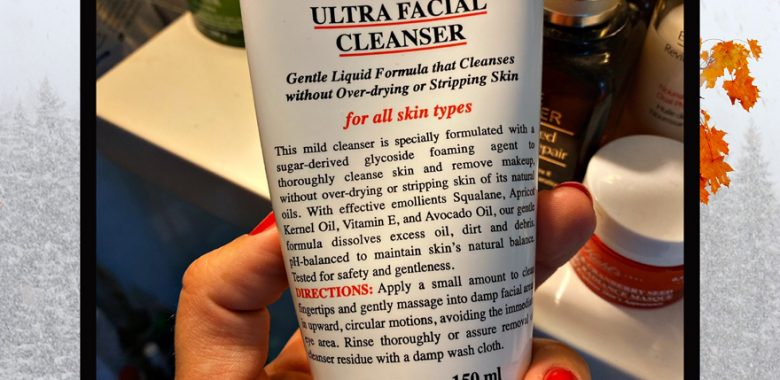 ULTRA FACIAL
CLEANSER
Gentle Liquid Formula that Cleanses
without Over-drying or Stripping Skin
for all skin types
This mild cleanser is specially formulated with a
sugar-derived glycoside foaming agent to
thoroughly cleanse skin and remove makeup,
without over-drying or stripping skin of its natural
oils. With effective emollients Squalane, Apricot
Kernel Oil, Vitamin E, and Avocado Oil, our gentle
formula dissolves excess oil, dirt and debris.
pH-balanced to maintain skin's natural balance.
Tested for safety and gentleness.
DIRECTIONS: Apply a small amount to clean
fingertips and gently massage into damp facial area
in upward, circular motions, avoiding the immediate
eye area. Rinse thoroughly or assure removal
cleanser residue with a damp wash cloth.
150 ml
Kiehl's